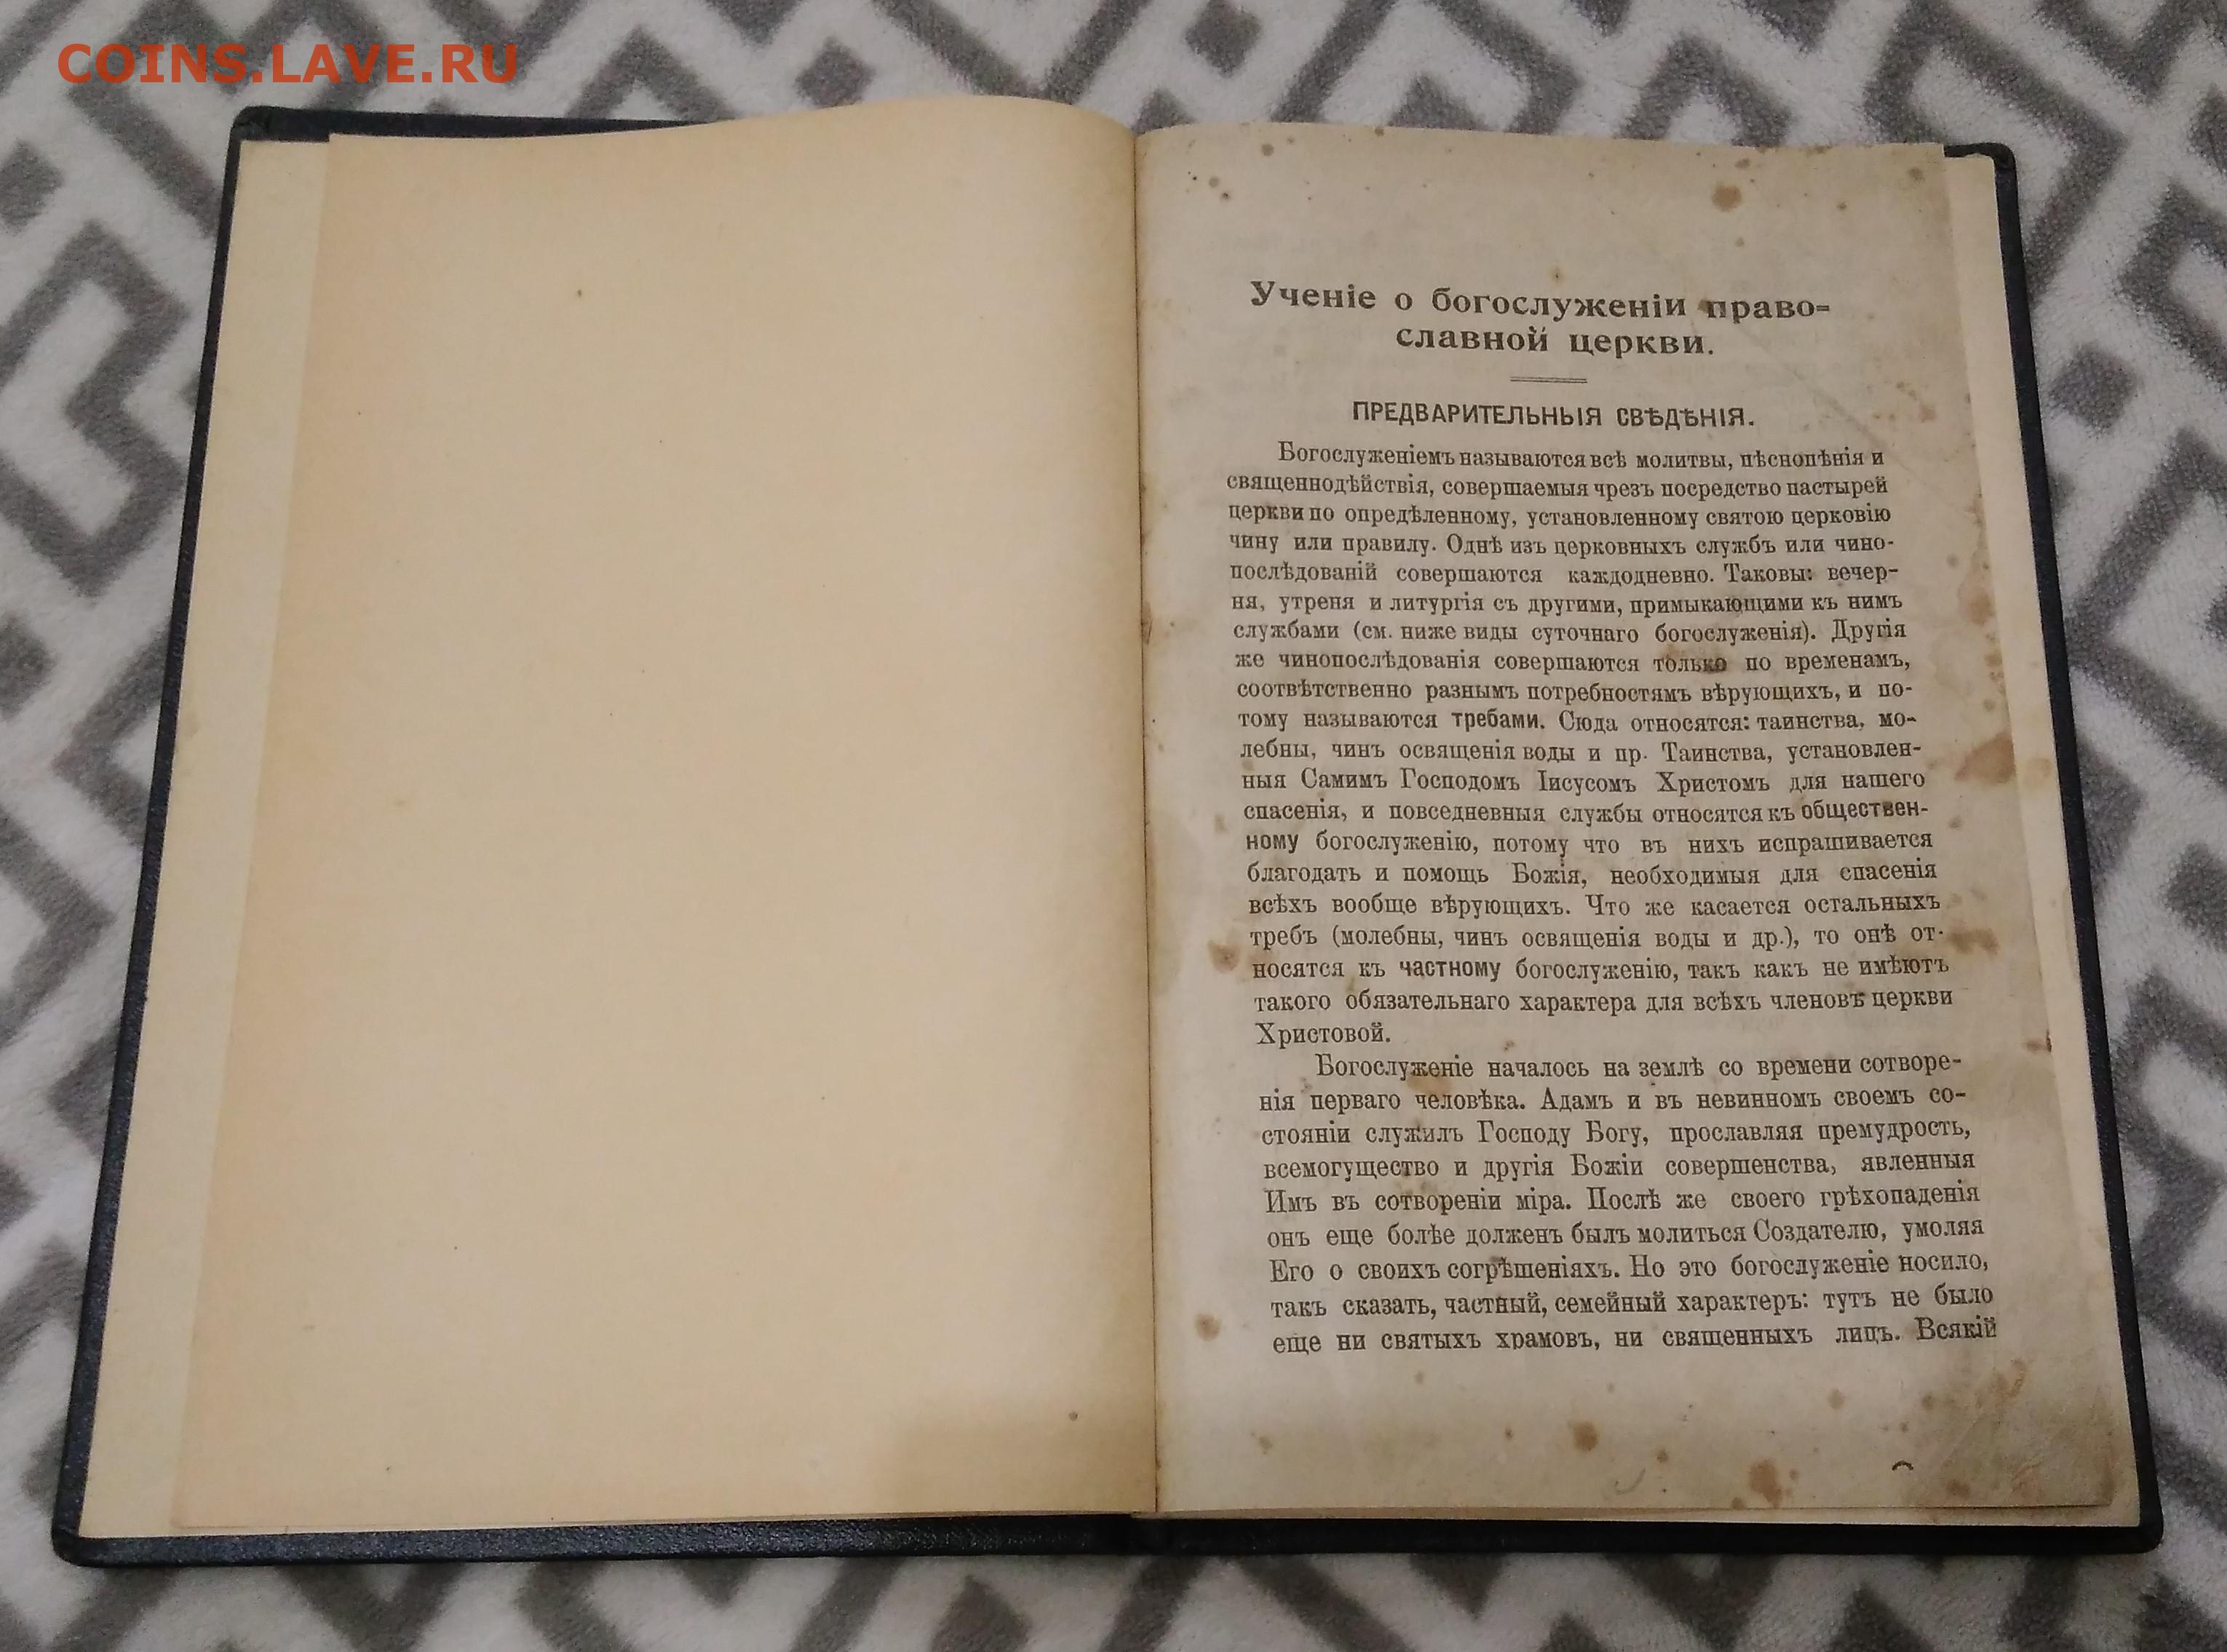 COINS.LAVE.RU
Ученіе о богослуженіи право=
славной церкви.
ПРЕДВАРИТЕЛЬНЫЯ СВѢДѢНІЯ.
Богослуженіемъ называются всѣ молитвы, пѣснопѣнія и
священнодѣйствія, совершаемыя чрезъ посредство пастырей
церкви по опредѣленному, установленному святою церковію
чину или правилу. Однѣ изъ церковныхъ службъ или чино-
послѣдованій совершаются каждодневно. Таковы: вечер-
ня, утреня и литургія съ другими, примыкающими къ нимъ
службами (см. ниже виды суточнаго богослуженія). Другія
же чинопослѣдованія совершаются только по временамъ,
соотвѣтственно разнымъ потребностямъ вѣрующихъ, и по-
тому называются требами. Сюда относятся: таинства, мо-
лебны, чинъ освященія воды и пр. Таинства, установлен-
ныя Самимъ Господомъ Іисусомъ Христомъ для нашего
спасенія, и повседневныя службы относятся къ обществен-
ному богослуженію, потому что въ нихъ испрашивается
благодать и помощь Божія, необходимыя для спасенія
всѣхъ вообще вѣрующихъ. Что же касается остальныхъ
требъ (молебны, чинъ освященія воды и др.), то онѣ от-
носятся къ частному богослуженію, такъ какъ не имѣютъ
такого обязательнаго характера для всѣхъ членовъ церкви
Христовой.
Богослуженіе началось на землѣ со времени сотворе-
нія перваго человѣка. Адамъ и въ невинномъ своемъ со-
стояніи служилъ Господу Богу, прославляя премудрость,
всемогущество и другія Божіи совершенства, явленныя
Имъ въ сотвореніи міра. Послѣ же своего грѣхопаденія
онъ еще болѣе долженъ былъ молиться Создателю, умоляя
Его о своихъ согрѣшеніяхъ. Но это богослуженіе носило,
такъ сказать, частный, семейный характеръ: тутъ не было
еще ни святыхъ храмовъ, ни священныхъ лицъ. Всякій